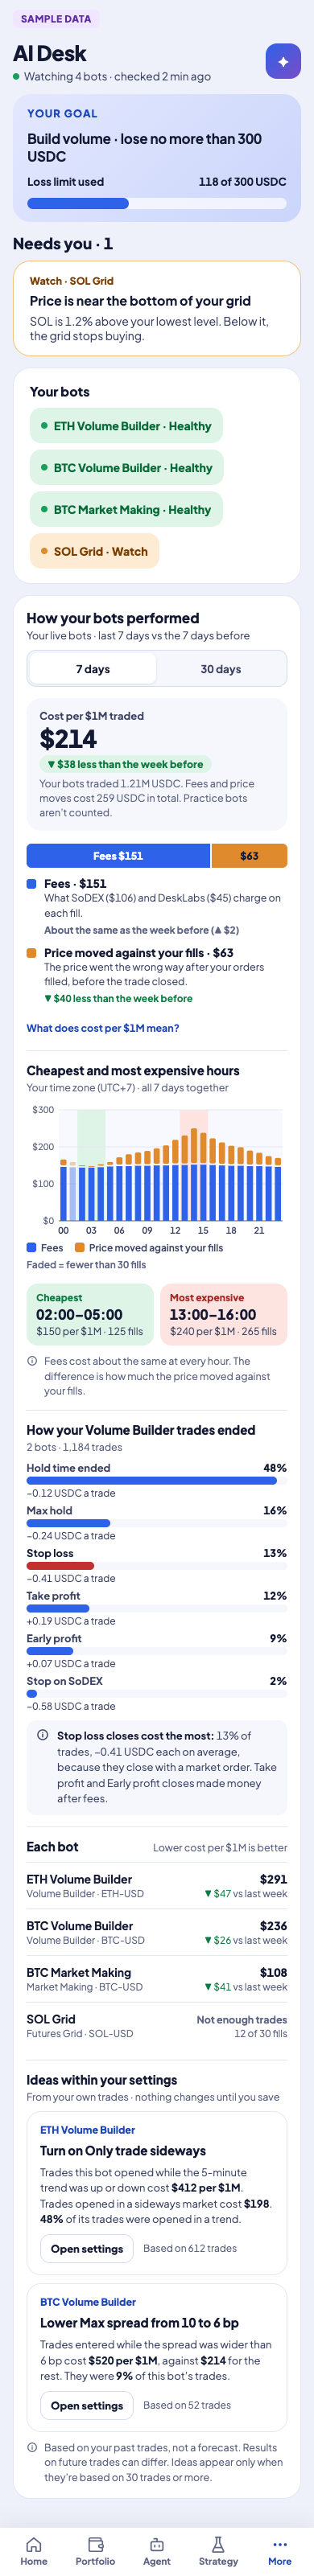 SAMPLE DATA
AI Desk
Watching 4 bots · checked 2 min ago
YOUR GOAL
Build volume · lose no more than 300
USDC
Loss limit used 118 of 300 USDC
Needs you · 1
Watch · SOL Grid
Price is near the bottom of your grid
SOL is 1.2% above your lowest level. Below it,
the grid stops buying.
Your bots
ETH Volume Builder · Healthy
BTC Volume Builder · Healthy
BTC Market Making · Healthy
SOL Grid · Watch
How your bots performed
Your live bots · last 7 days vs the 7 days before
7 days 30 days
Cost per $1M traded
$214
▼ $38 less than the week before
Your bots traded 1.21M USDC. Fees and price
moves cost 259 USDC in total. Practice bots
aren't counted.
Fees $151 $63
Fees · $151
What SoDEX ($106) and DeskLabs ($45) charge on
each fill.
About the same as the week before (▲ $2)
Price moved against your fills · $63
The price went the wrong way after your orders
filled, before the trade closed.
▼ $40 less than the week before
What does cost per $1M mean?
Cheapest and most expensive hours
Your time zone (UTC+7) · all 7 days together
$300
$200
$100
$0
00 03 06 09 12 15 18 21
Fees Price moved against your fills
Faded = fewer than 30 fills
Cheapest
02:00–05:00
$150 per $1M · 125 fills
Most expensive
13:00–16:00
$240 per $1M · 265 fills
Fees cost about the same at every hour. The
difference is how much the price moved against
your fills.
How your Volume Builder trades ended
2 bots · 1,184 trades
Hold time ended 48%
−0.12 USDC a trade
Max hold 16%
−0.24 USDC a trade
Stop loss 13%
−0.41 USDC a trade
Take profit 12%
+0.19 USDC a trade
Early profit 9%
+0.07 USDC a trade
Stop on SoDEX 2%
−0.58 USDC a trade
Stop loss closes cost the most: 13% of
trades, −0.41 USDC each on average,
because they close with a market order. Take
profit and Early profit closes made money
after fees.
Each bot Lower cost per $1M is better
ETH Volume Builder $291
Volume Builder · ETH-USD ▼ $47 vs last week
BTC Volume Builder $236
Volume Builder · BTC-USD ▼ $26 vs last week
BTC Market Making $108
Market Making · BTC-USD ▼ $41 vs last week
SOL Grid Not enough trades
Futures Grid · SOL-USD 12 of 30 fills
Ideas within your settings
From your own trades · nothing changes until you save
ETH Volume Builder
Turn on Only trade sideways
Trades this bot opened while the 5-minute
trend was up or down cost $412 per $1M.
Trades opened in a sideways market cost $198.
48% of its trades were opened in a trend.
Open settings Based on 612 trades
BTC Volume Builder
Lower Max spread from 10 to 6 bp
Trades entered while the spread was wider than
6 bp cost $520 per $1M, against $214 for the
rest. They were 9% of this bot's trades.
Open settings Based on 52 trades
Based on your past trades, not a forecast. Results
on future trades can differ. Ideas appear only when
they're based on 30 trades or more.
Home Portfolio Agent Strategy More